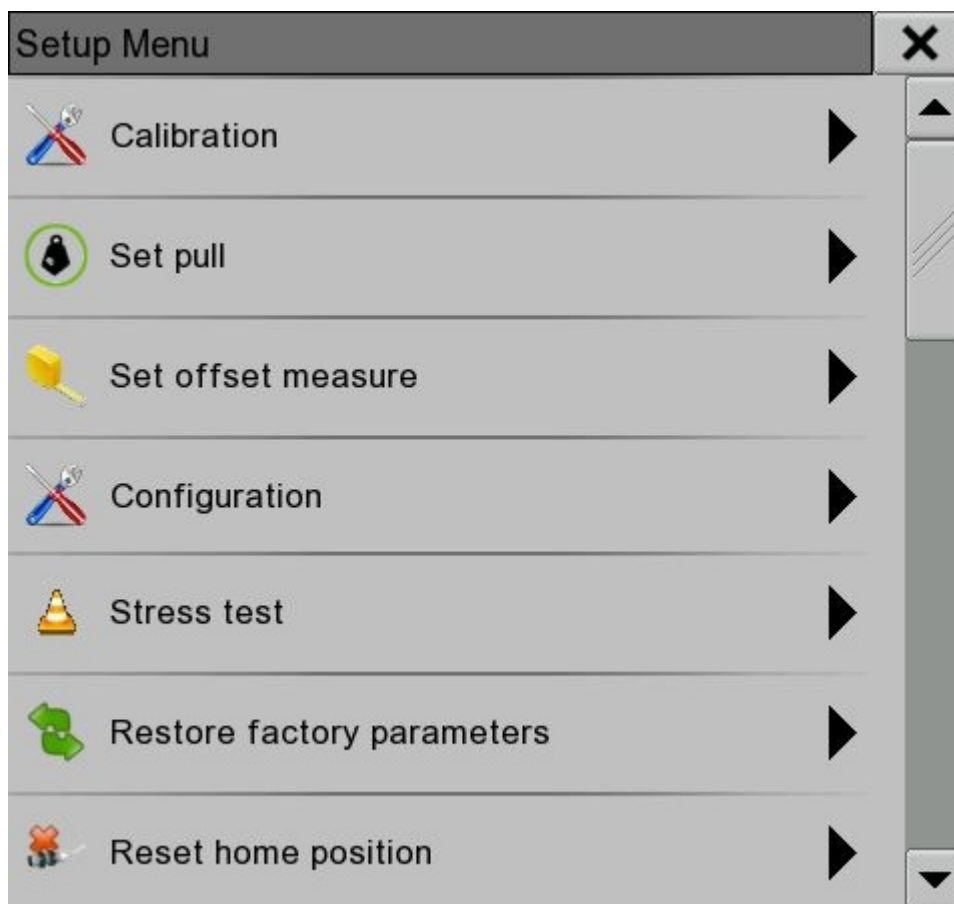 Setup Menu
Calibration
Set pull
Set offset measure
Configuration
Stress test
Restore factory parameters
Reset home position